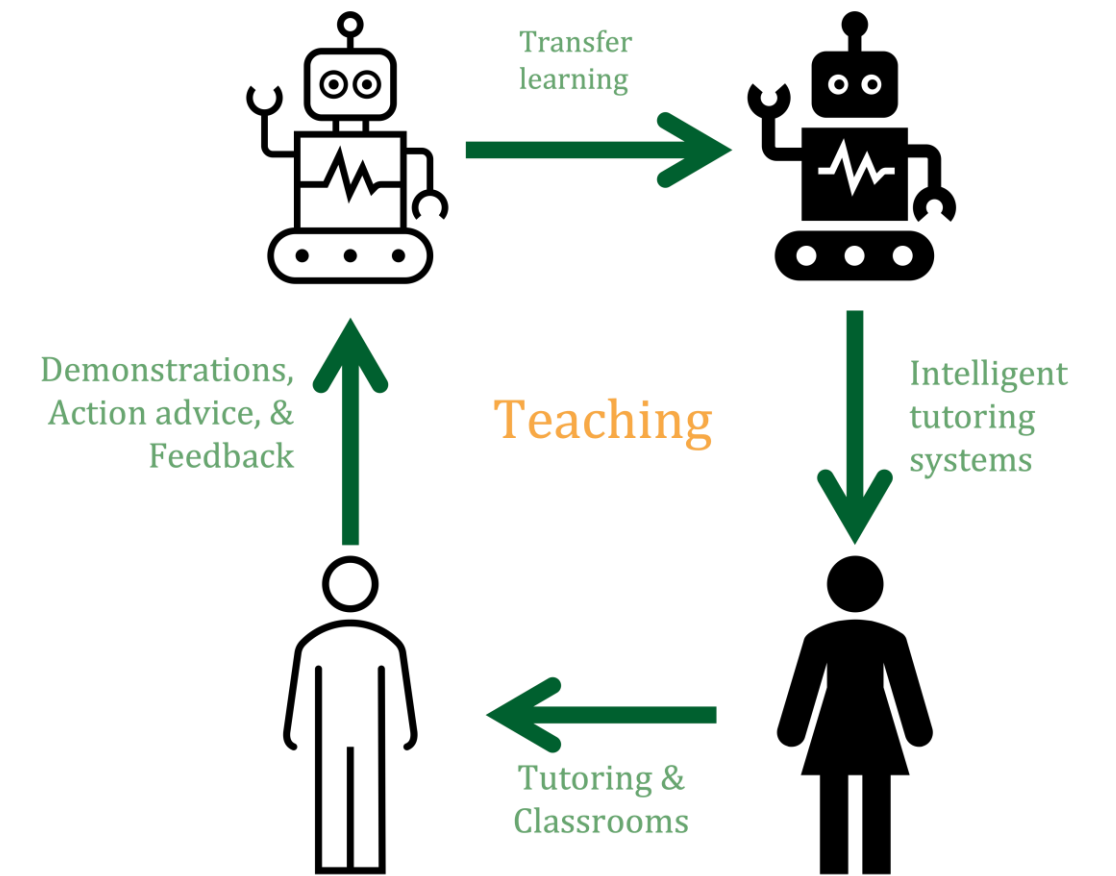 Transfer
learning
Demonstrations,
Action advice, &
Feedback
Teaching
Intelligent
tutoring
systems
Tutoring &
Classrooms